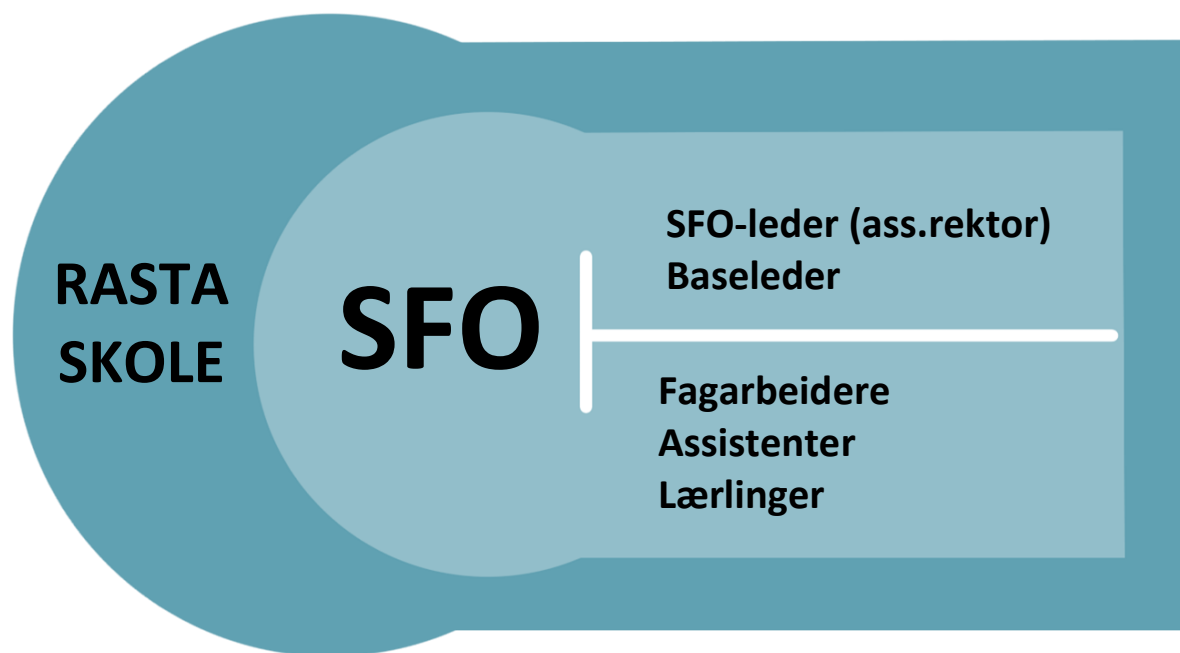 RASTA
SKOLE
SFO
SFO-leder (ass.rektor)
Baseleder
Fagarbeidere
Assistenter
Lærlinger